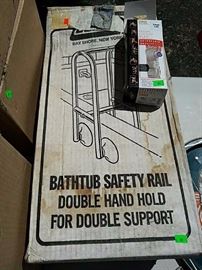 BAY SHORE, NEW YORK
BATHTUB SAFETY RAIL
DOUBLE HAND HOLD
FOR DOUBLE SUPPORT